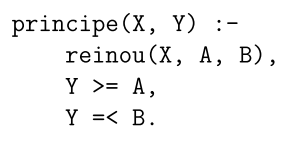 principe(X, Y) :-
    reinou(X, A, B),
    Y >= A,
    Y =< B.